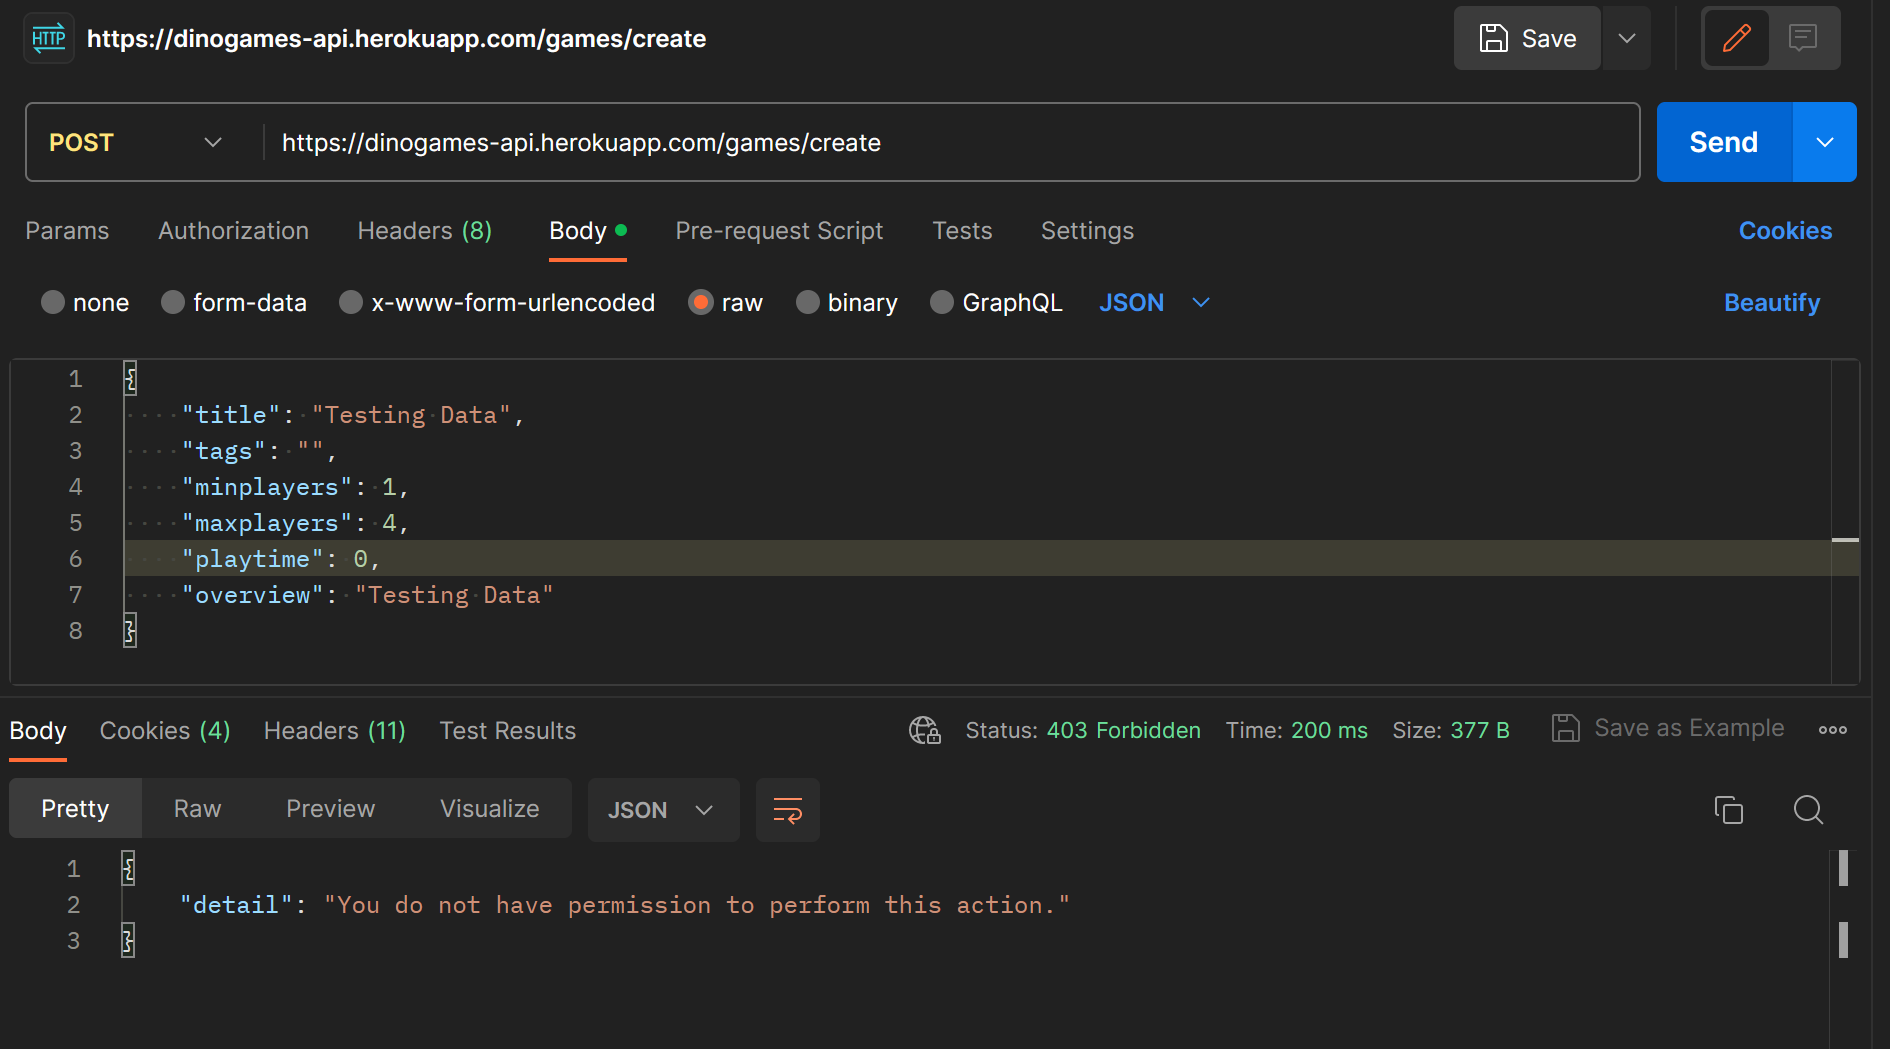 HTTP https://dinogames-api.herokuapp.com/games/create Save
POST https://dinogames-api.herokuapp.com/games/create Send
Params Authorization Headers (8) Body Pre-request Script Tests Settings Cookies
none form-data x-www-form-urlencoded raw binary GraphQL JSON Beautify
1 {
2 "title": "Testing Data",
3 "tags": "",
4 "minplayers": 1,
5 "maxplayers": 4,
6 "playtime": 0,
7 "overview": "Testing Data"
8 }
Body Cookies (4) Headers (11) Test Results Status: 403 Forbidden Time: 200 ms Size: 377 B Save as Example
Pretty Raw Preview Visualize JSON
1 {
2 "detail": "You do not have permission to perform this action."
3 }